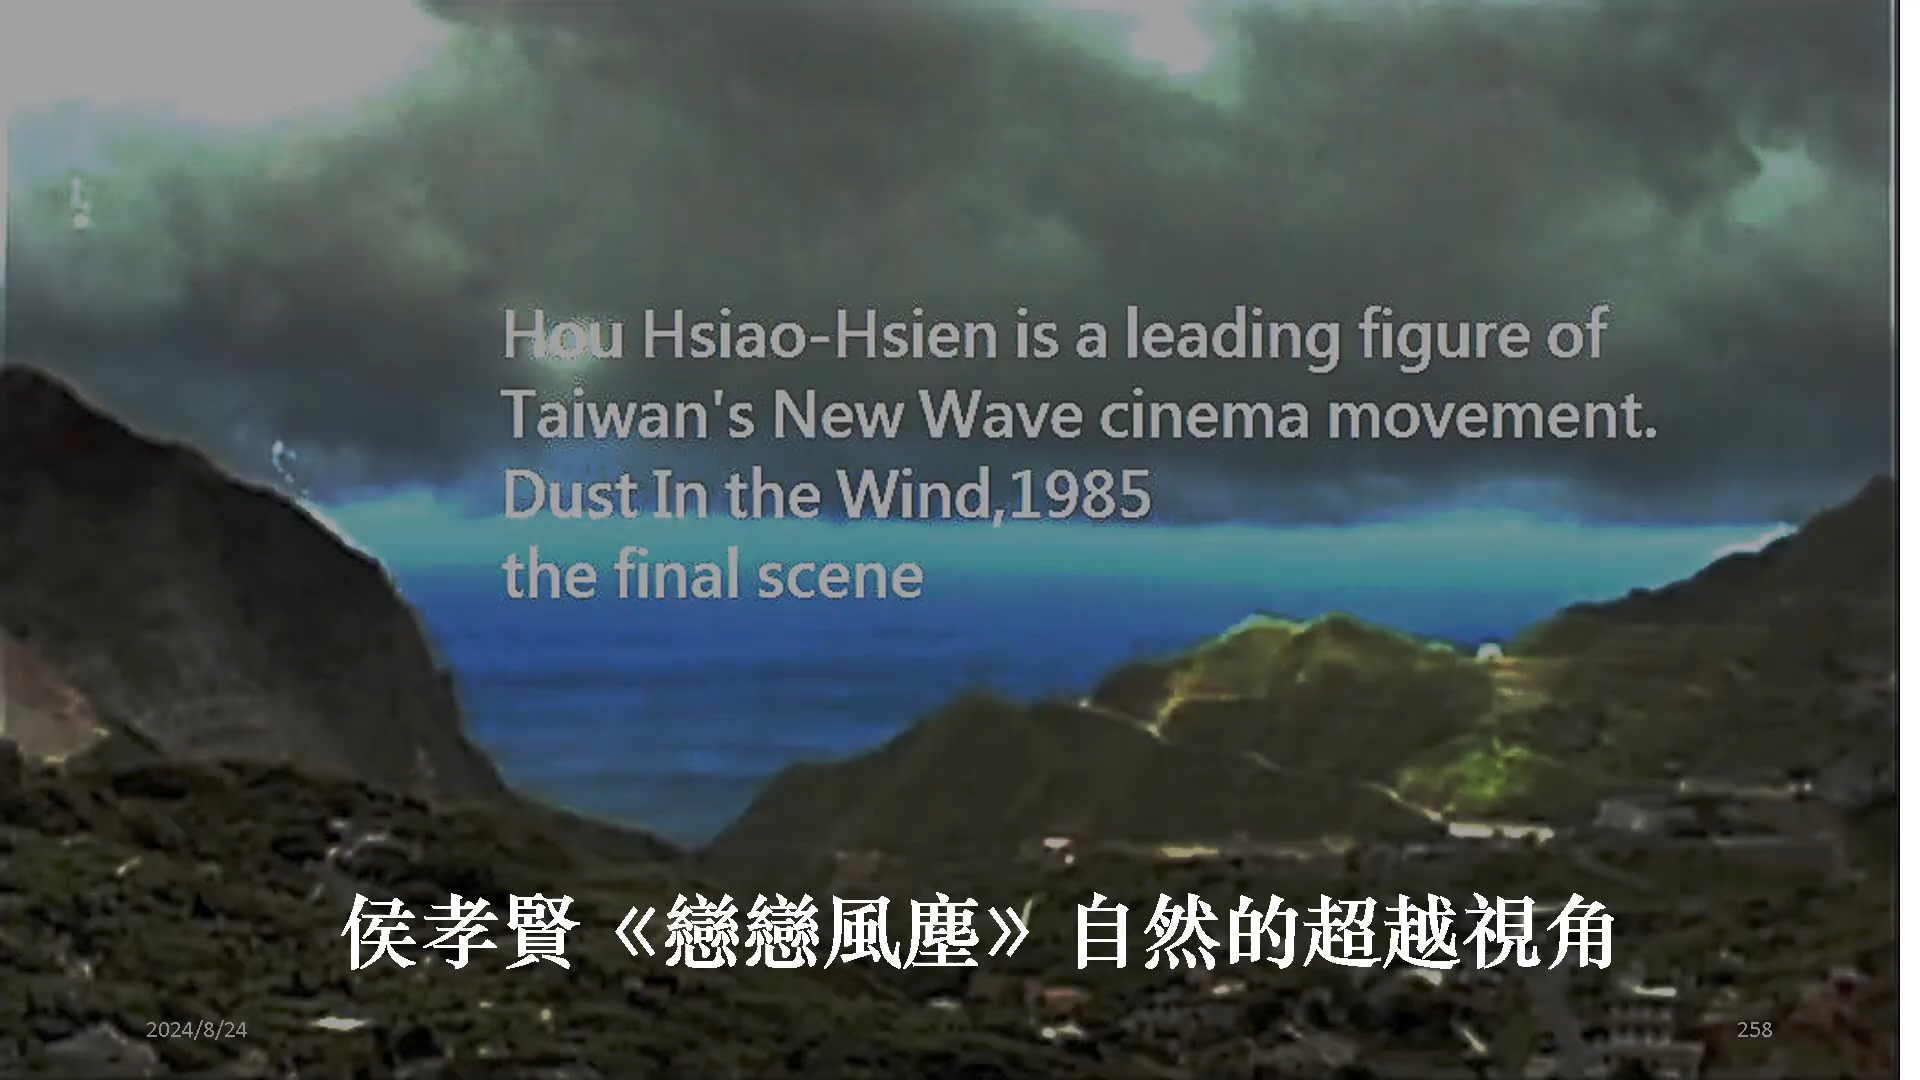 Hou Hsiao-Hsien is a leading figure of
Taiwan's New Wave cinema movement.
Dust In the Wind,1985
the final scene
侯孝賢《戀戀風塵》自然的超越視角
2024/8/24
258